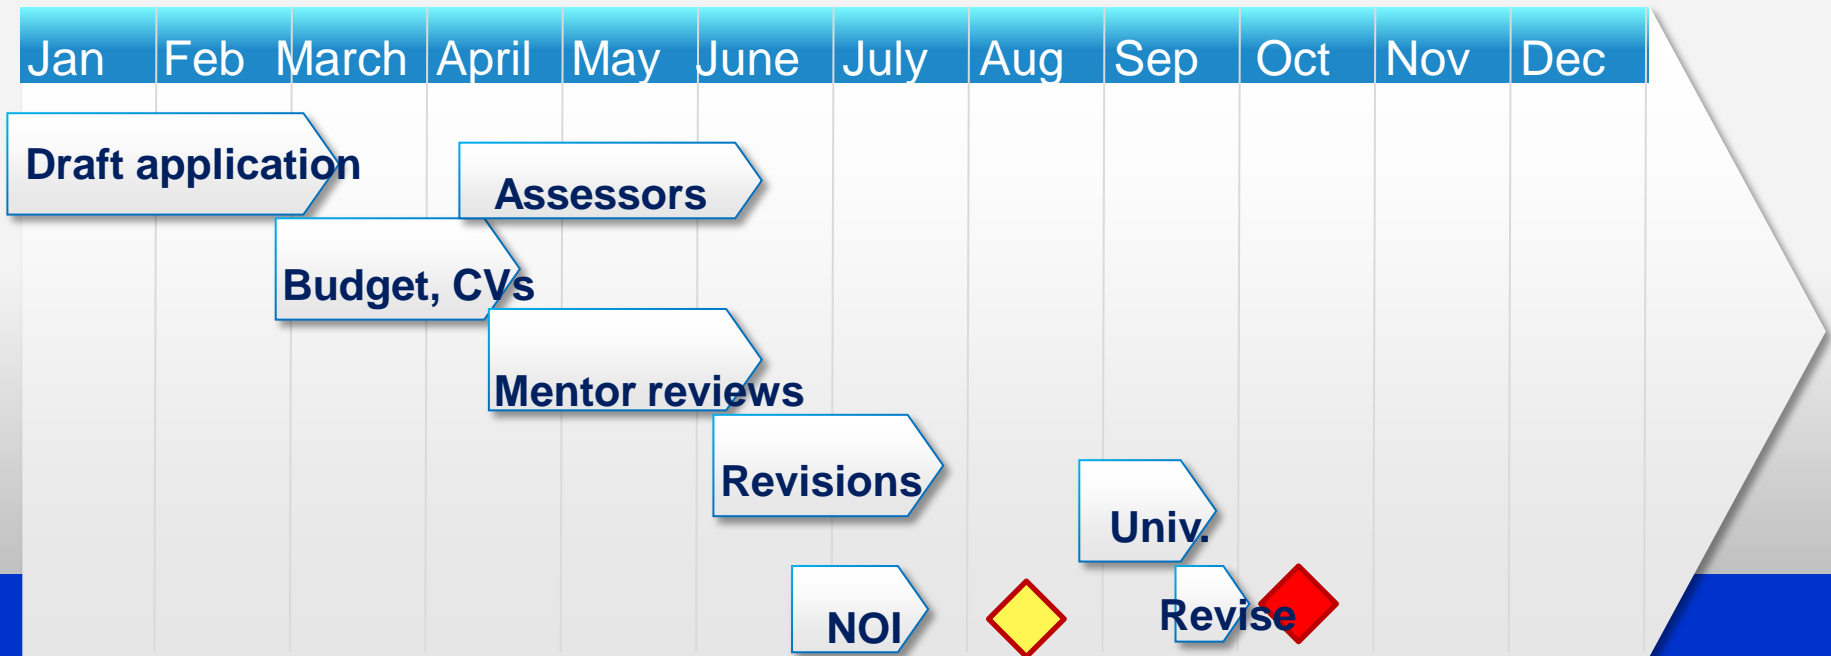 Jan Feb March April May June July Aug Sep Oct Nov Dec
Draft application
Assessors
Budget, CVs
Mentor reviews
Revisions
Univ.
Revise
NOI